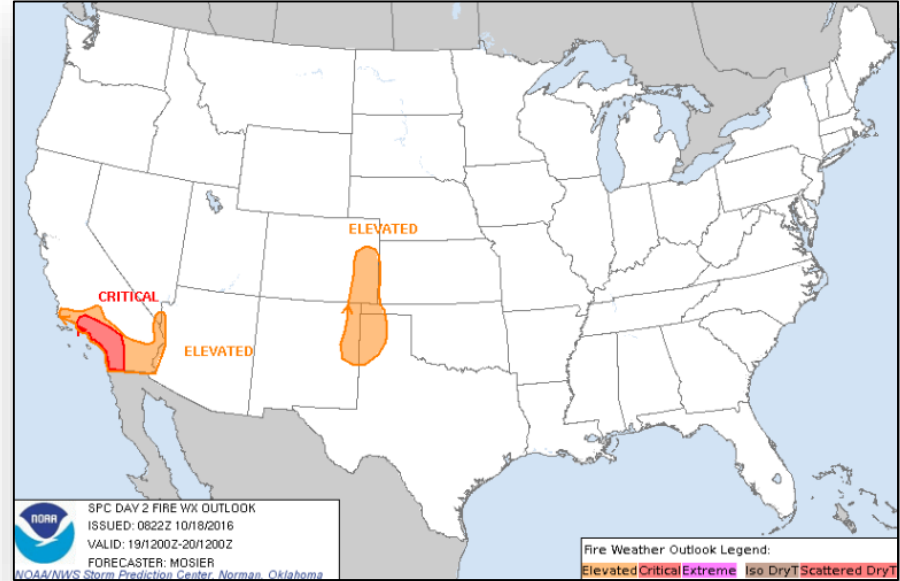 ELEVATED
CRITICAL
ELEVATED
NOAA
SPC DAY 2 FIRE WX OUTLOOK
ISSUED: 0822Z 10/18/2016
VALID: 19/1200Z-20/1200Z
FORECASTER: MOSIER
NOAA/NWS Storm Prediction Center, Norman, Oklahoma
Fire Weather Outlook Legend:
Elevated Critical Extreme Iso DryT Scattered DryT